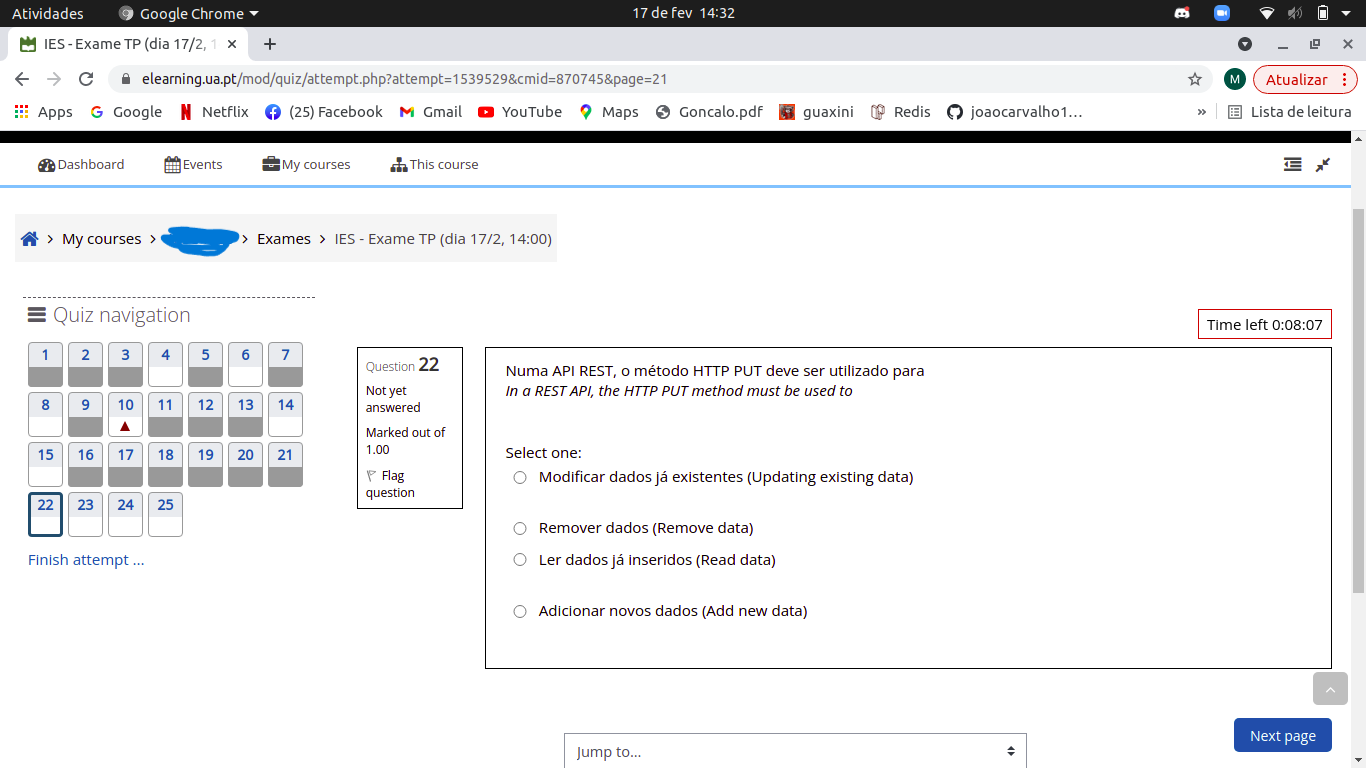 Atividades
Google Chrome
17 de fev 14:32
IES - Exame TP (dia 17/2, 1
elearning.ua.pt/mod/quiz/attempt.php?attempt=1539529&cmid=870745&page=21
M
Atualizar
Apps
Google
Netflix
(25) Facebook
Gmail
YouTube
Maps
Goncalo.pdf
guaxini
Redis
joaocarvalho1...
»
Lista de leitura
Dashboard
Events
My courses
This course
My courses
Exames
IES - Exame TP (dia 17/2, 14:00)
Quiz navigation
Time left 0:08:07
1 2 3 4 5 6 7
8 9 10 11 12 13 14
15 16 17 18 19 20 21
22 23 24 25
Finish attempt ...
Question 22
Not yet
answered
Marked out of
1.00
Flag
question
Numa API REST, o método HTTP PUT deve ser utilizado para
In a REST API, the HTTP PUT method must be used to
Select one:
Modificar dados já existentes (Updating existing data)
Remover dados (Remove data)
Ler dados já inseridos (Read data)
Adicionar novos dados (Add new data)
Next page
Jump to...